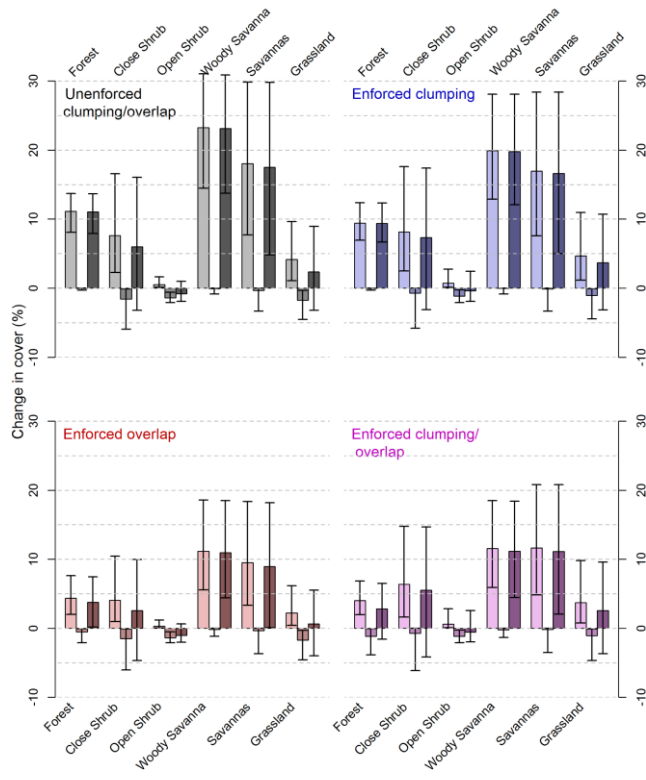 Forest
Close Shrub
Open Shrub
Woody Savanna
Savannas
Grassland
Forest
Close Shrub
Open Shrub
Woody Savanna
Savannas
Grassland
Unenforced
clumping/overlap
Enforced clumping
30
20
10
0
-10
30
20
10
0
-10
Change in cover (%)
Enforced overlap
Enforced clumping/
overlap
30
20
10
0
-10
30
20
10
0
-10
Forest
Close Shrub
Open Shrub
Woody Savanna
Savannas
Grassland
Forest
Close Shrub
Open Shrub
Woody Savanna
Savannas
Grassland